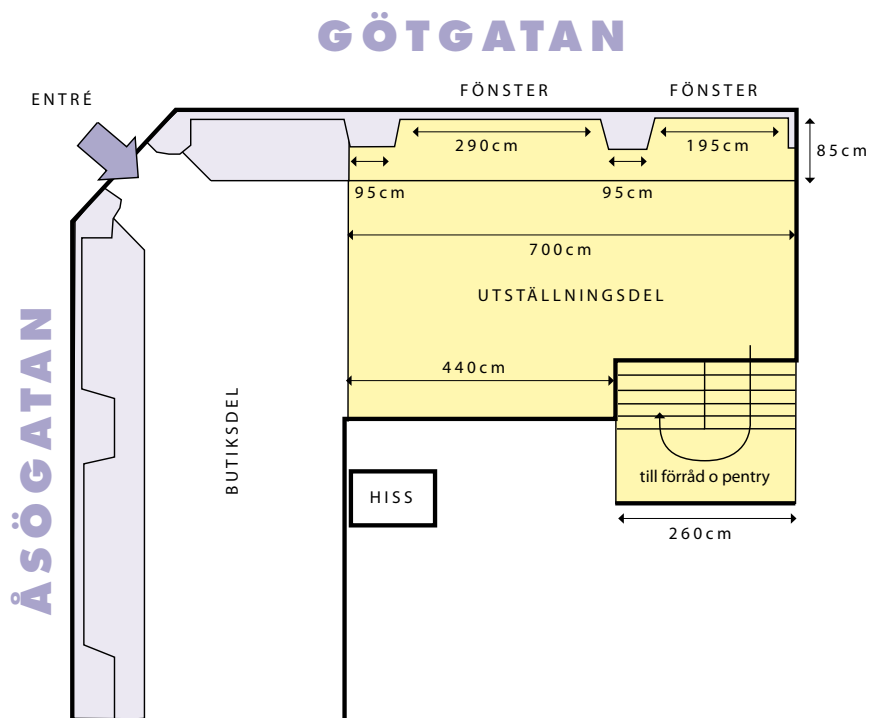 GÖTGATAN
ENTRÉ
FÖNSTER
FÖNSTER
290cm
195cm
85cm
95cm
95cm
700cm
UTSTÄLLNINGSDEL
440cm
ÅSÖGATAN
BUTIKSDEL
till förråd o pentry
HISS
260cm